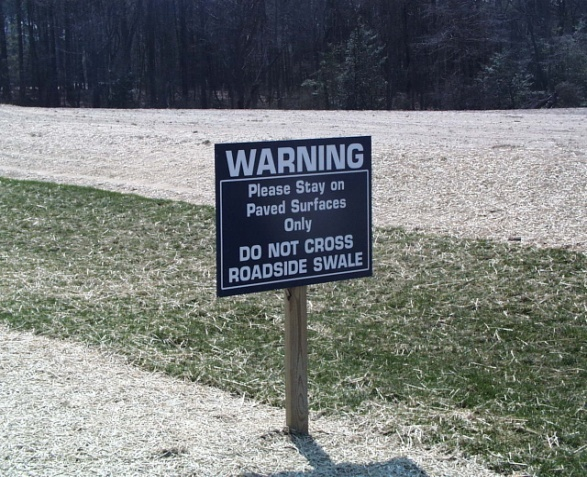 WARNING
Please Stay on
Paved Surfaces
Only
DO NOT CROSS
ROADSIDE SWALE